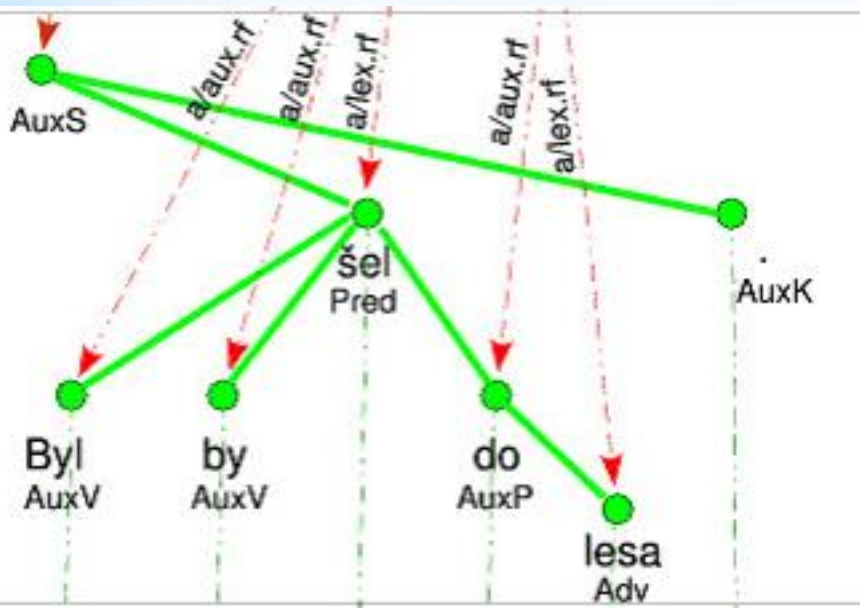 a/aux.rf
a/aux.rf
a/lex.rf
a/aux.rf
a/lex.rf
AuxS
šel
Pred
.
AuxK
Byl
AuxV
by
AuxV
do
AuxP
lesa
Adv